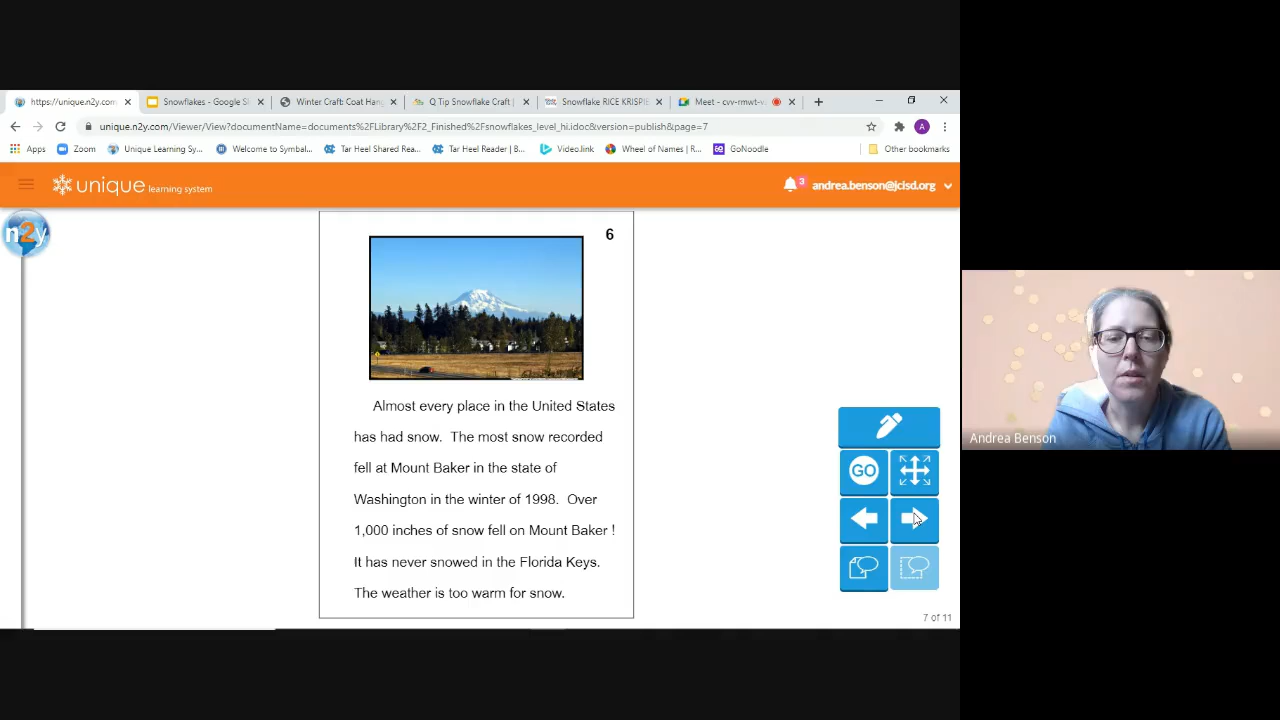 https://unique.n2y.com
Snowflakes - Google Sl
Winter Craft: Coat Han
Q Tip Snowflake Craft |
Snowflake RICE KRISPIE
Meet - cvv-rmwt-v
unique.n2y.com/Viewer/View?documentName=documents%2FLibrary%2F2_Finished%2Fsnowflakes_level_hi.idoc&version=publish&page=7
A
Apps
Zoom
Unique Learning Sy...
Welcome to Symbal...
Tar Heel Shared Rea...
Tar Heel Reader | B...
Video.link
Wheel of Names | R...
GoNoodle
Other bookmarks
unique learning system
3
andrea.benson@jcisd.org
n2y
6
Almost every place in the United States
has had snow. The most snow recorded
fell at Mount Baker in the state of
Washington in the winter of 1998. Over
1,000 inches of snow fell on Mount Baker !
It has never snowed in the Florida Keys.
The weather is too warm for snow.
GO
7 of 11
Andrea Benson